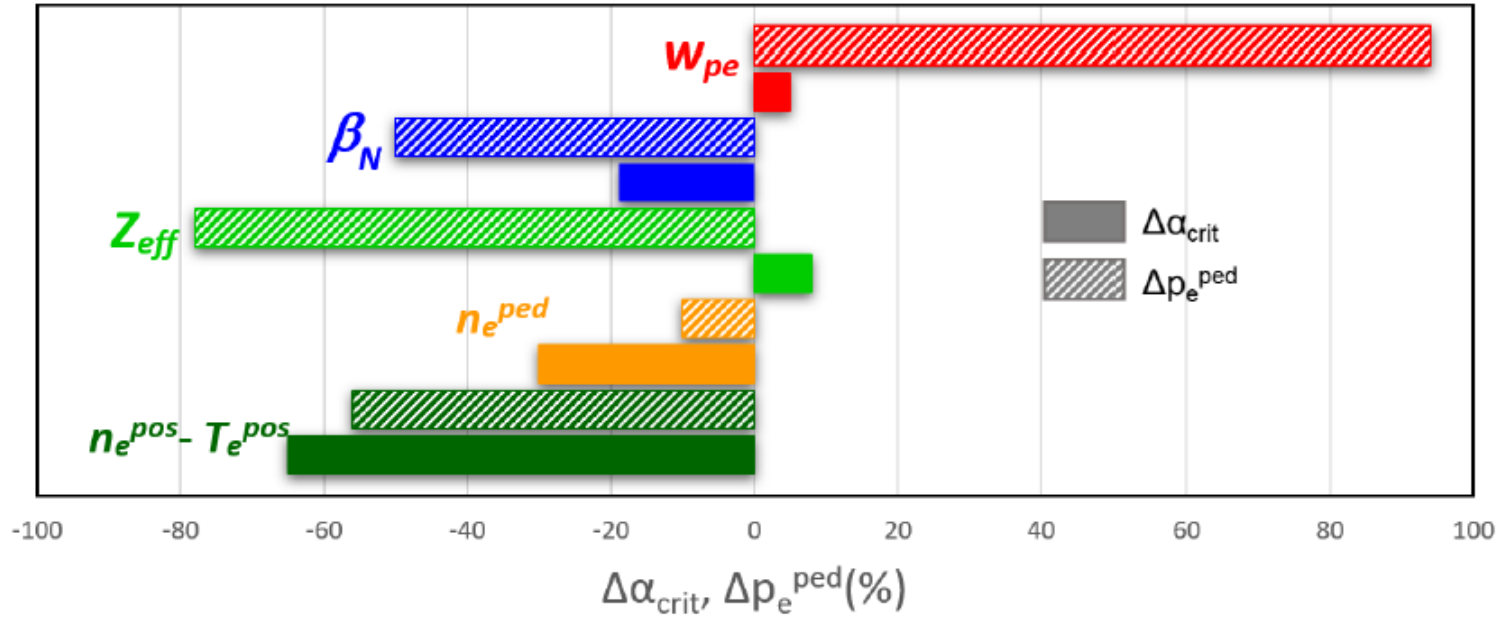 W_pe
β_N
Z_eff
Δα_crit
Δp_e^ped
n_e^ped
n_e^pos- T_e^pos
-100 -80 -60 -40 -20 0 20 40 60 80 100
Δα_crit, Δp_e^ped(%)